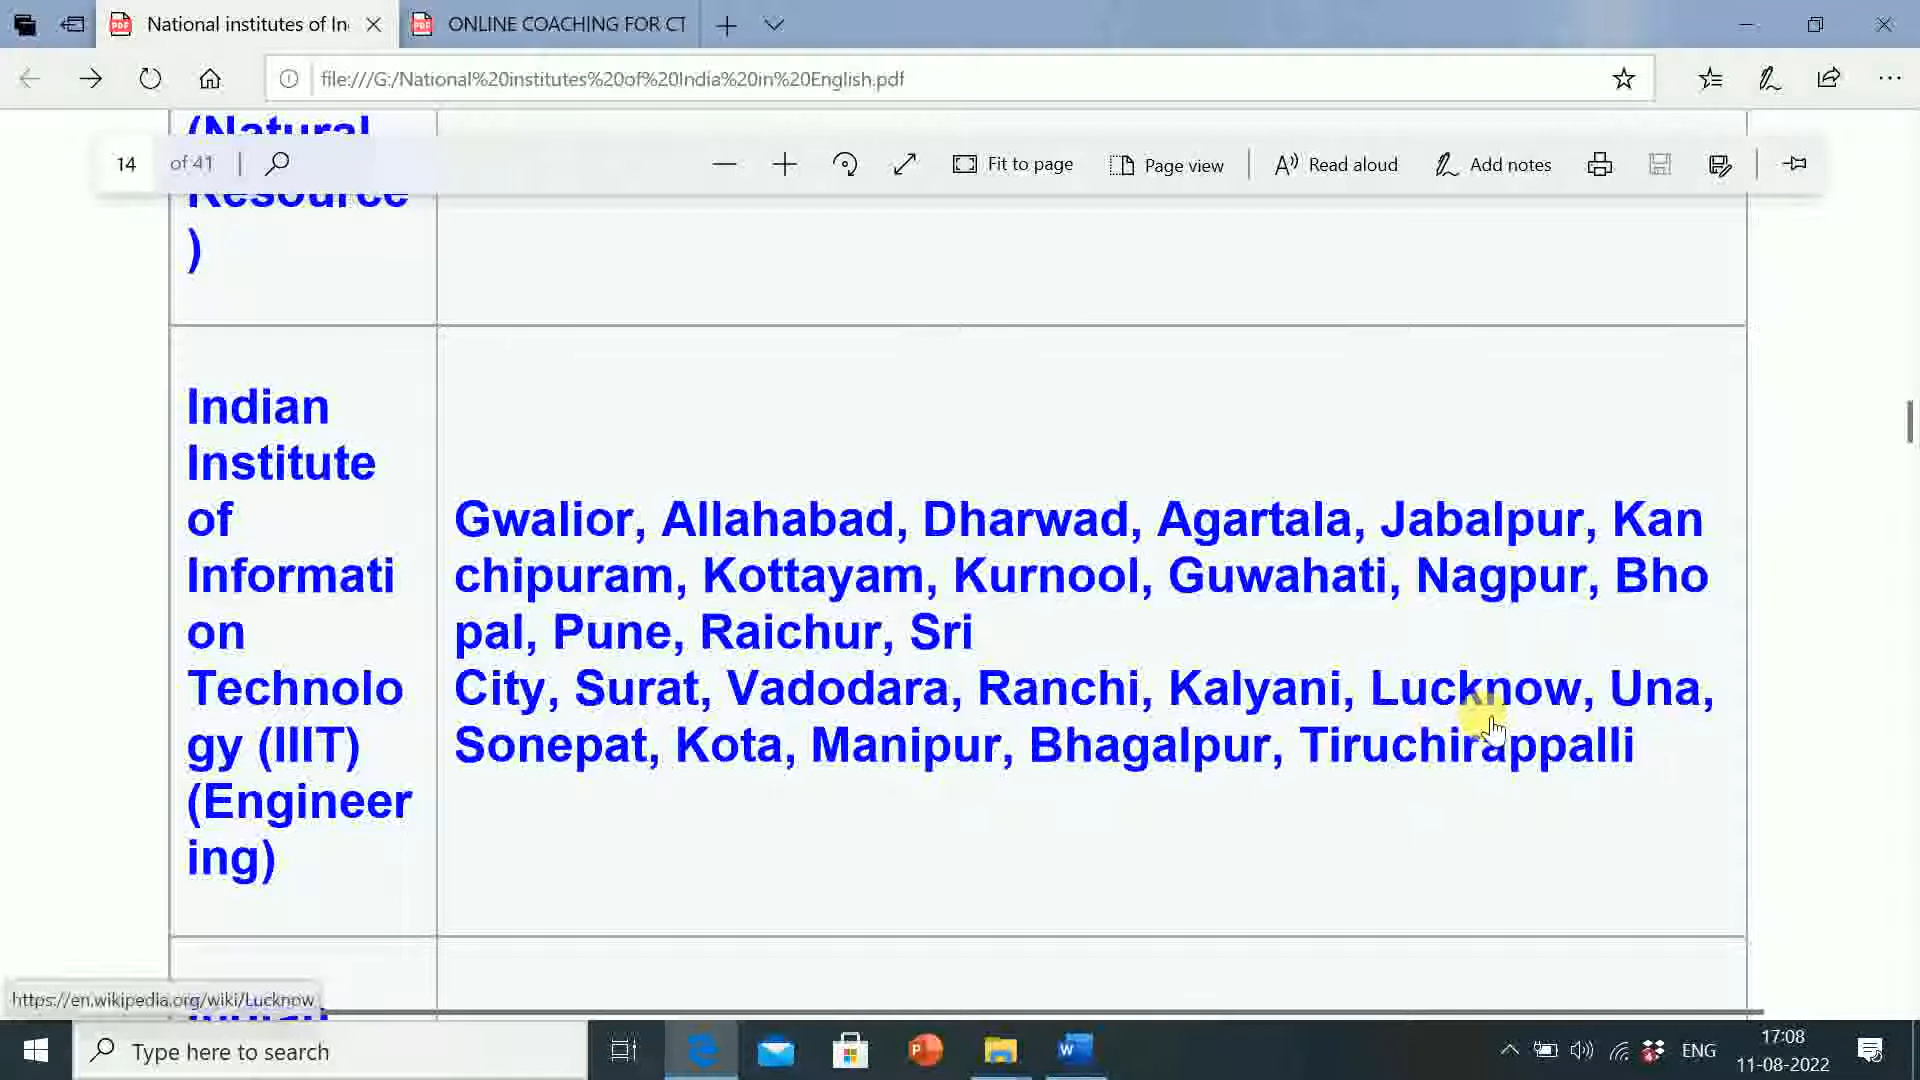 National institutes of In
ONLINE COACHING FOR CT
file:///G:/National%20institutes%20of%20India%20in%20English.pdf
(Natural
14 of 41
Fit to page
Page view
Read aloud
Add notes
Resource
)
Indian
Institute
of
Informati
on
Technolo
gy (IIIT)
(Engineer
ing)
Gwalior, Allahabad, Dharwad, Agartala, Jabalpur, Kan
chipuram, Kottayam, Kurnool, Guwahati, Nagpur, Bho
pal, Pune, Raichur, Sri
City, Surat, Vadodara, Ranchi, Kalyani, Lucknow, Una,
Sonepat, Kota, Manipur, Bhagalpur, Tiruchirappalli
https://en.wikipedia.org/wiki/Lucknow
Indian
Type here to search
ENG
17:08
11-08-2022